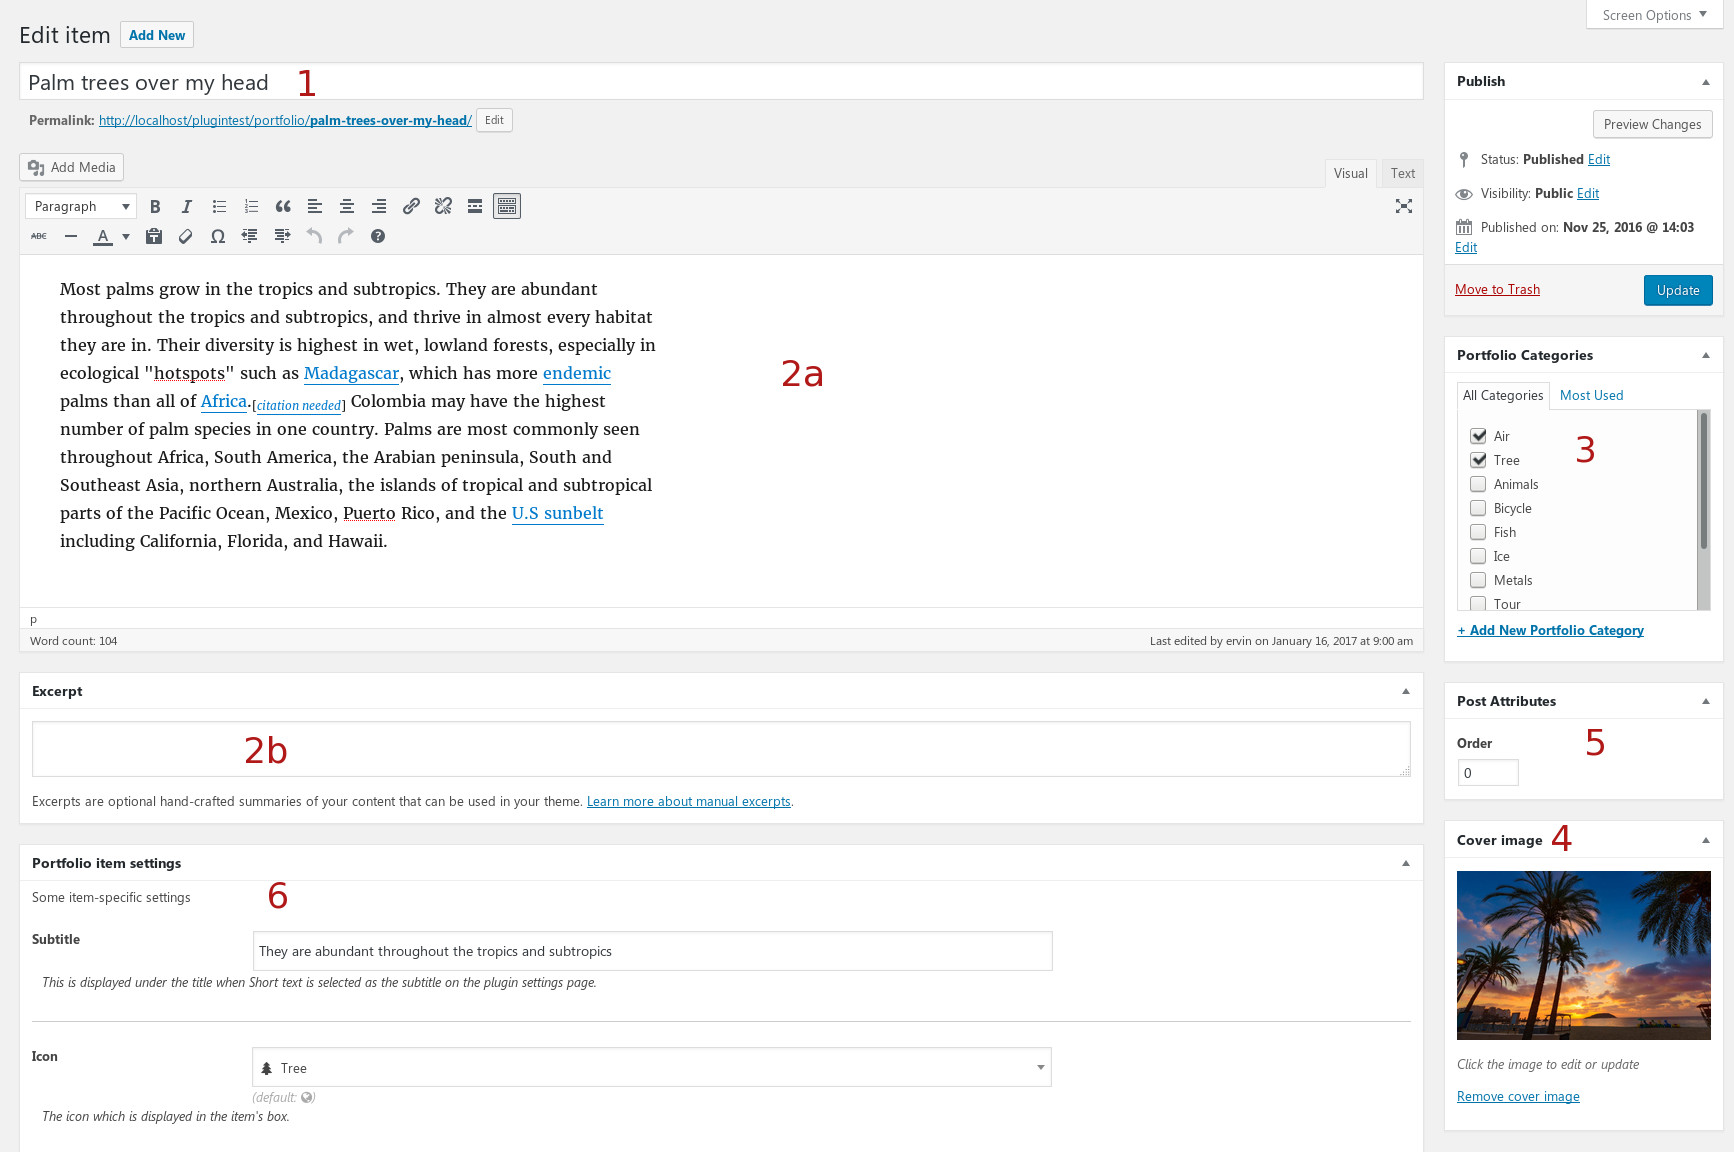 Screen Options
Edit item Add New
Palm trees over my head 1
Permalink: http://localhost/plugintest/portfolio/palm-trees-over-my-head/ Edit
Add Media
Visual Text
Paragraph
ABC
Most palms grow in the tropics and subtropics. They are abundant
throughout the tropics and subtropics, and thrive in almost every habitat
they are in. Their diversity is highest in wet, lowland forests, especially in
ecological "hotspots" such as Madagascar, which has more endemic
palms than all of Africa.[citation needed] Colombia may have the highest
number of palm species in one country. Palms are most commonly seen
throughout Africa, South America, the Arabian peninsula, South and
Southeast Asia, northern Australia, the islands of tropical and subtropical
parts of the Pacific Ocean, Mexico, Puerto Rico, and the U.S sunbelt
including California, Florida, and Hawaii.
2a
p
Word count: 104
Last edited by ervin on January 16, 2017 at 9:00 am
Excerpt
2b
Excerpts are optional hand-crafted summaries of your content that can be used in your theme. Learn more about manual excerpts.
Portfolio item settings
Some item-specific settings 6
Subtitle
They are abundant throughout the tropics and subtropics
This is displayed under the title when Short text is selected as the subtitle on the plugin settings page.
Icon
Tree
(default: )
The icon which is displayed in the item's box.
Publish
Preview Changes
Status: Published Edit
Visibility: Public Edit
Published on: Nov 25, 2016 @ 14:03
Edit
Move to Trash
Update
Portfolio Categories
All Categories Most Used
Air
Tree
Animals
Bicycle
Fish
Ice
Metals
Tour
3
+ Add New Portfolio Category
Post Attributes
Order 5
0
Cover image 4
Click the image to edit or update
Remove cover image